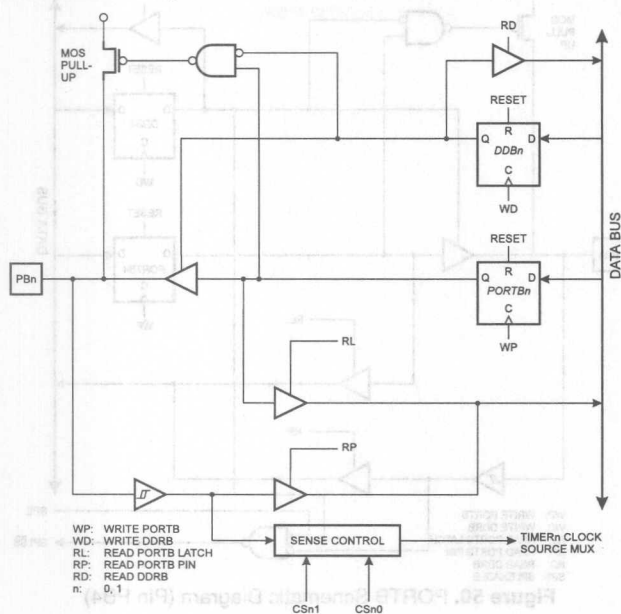 RD
MOS
PULL-
UP
RESET
R
Q
D
DDBn
C
WD
DATA BUS
RESET
R
Q
D
PORTBn
C
WP
PBn
RL
RP
SENSE CONTROL
TIMERn CLOCK
SOURCE MUX
CSn1
CSn0
WP: WRITE PORTB
WD: WRITE DDRB
RL: READ PORTB LATCH
RP: READ PORTB PIN
RD: READ DDRB
n: 0, 1